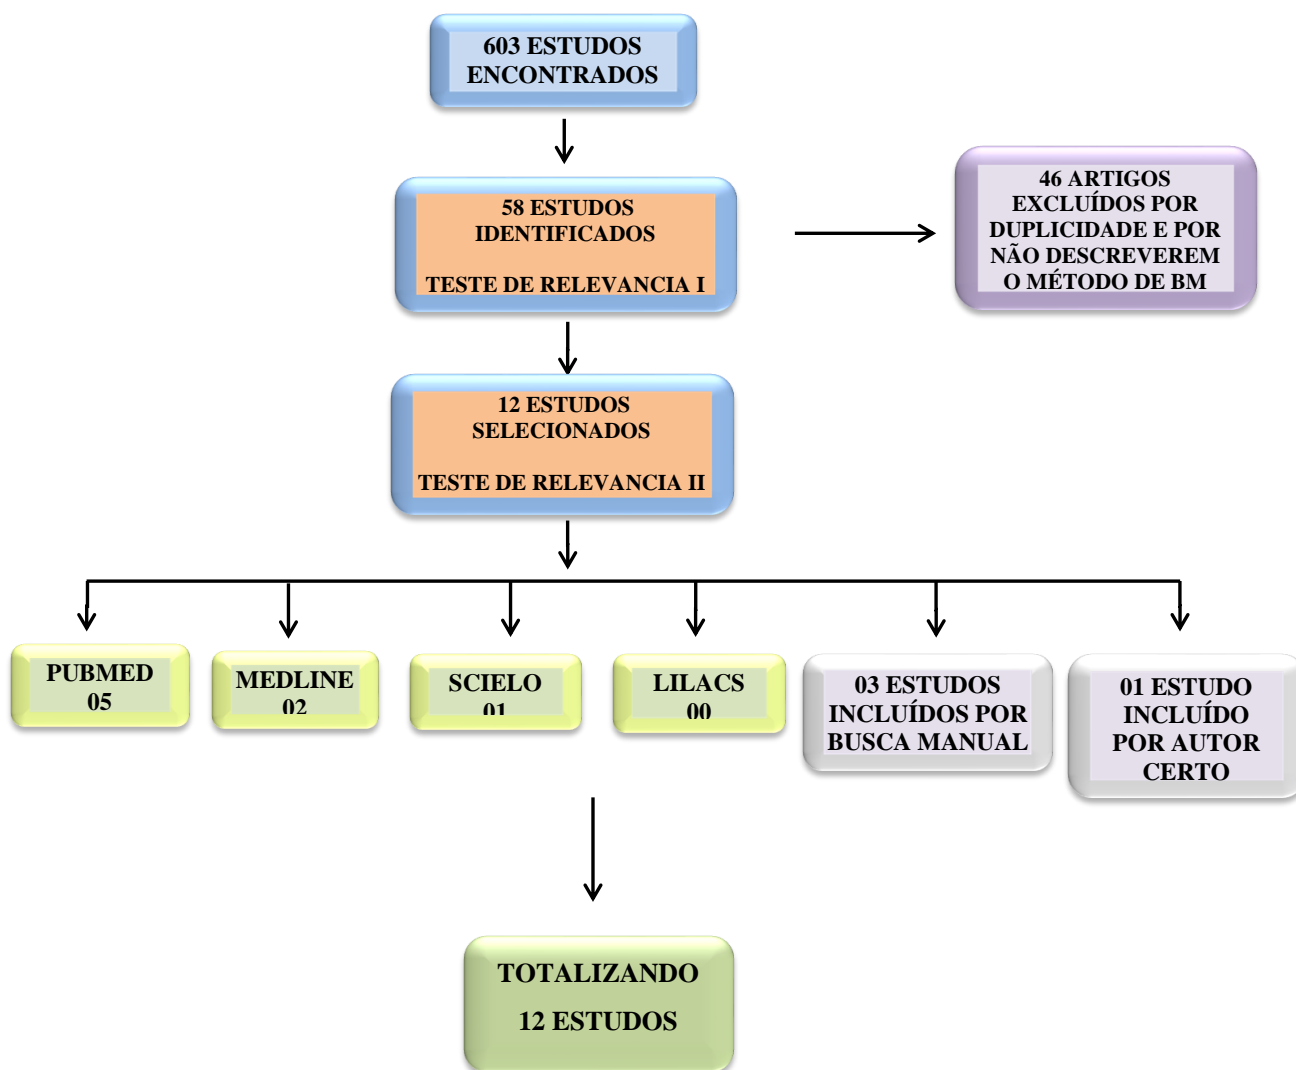 603 ESTUDOS
ENCONTRADOS
58 ESTUDOS
IDENTIFICADOS
TESTE DE RELEVANCIA I
46 ARTIGOS
EXCLUÍDOS POR
DUPLICIDADE E POR
NÃO DESCREVEREM
O MÉTODO DE BM
12 ESTUDOS
SELECIONADOS
TESTE DE RELEVANCIA II
PUBMED
05
MEDLINE
02
SCIELO
01
LILACS
00
03 ESTUDOS
INCLUÍDOS POR
BUSCA MANUAL
01 ESTUDO
INCLUÍDO
POR AUTOR
CERTO
TOTALIZANDO
12 ESTUDOS